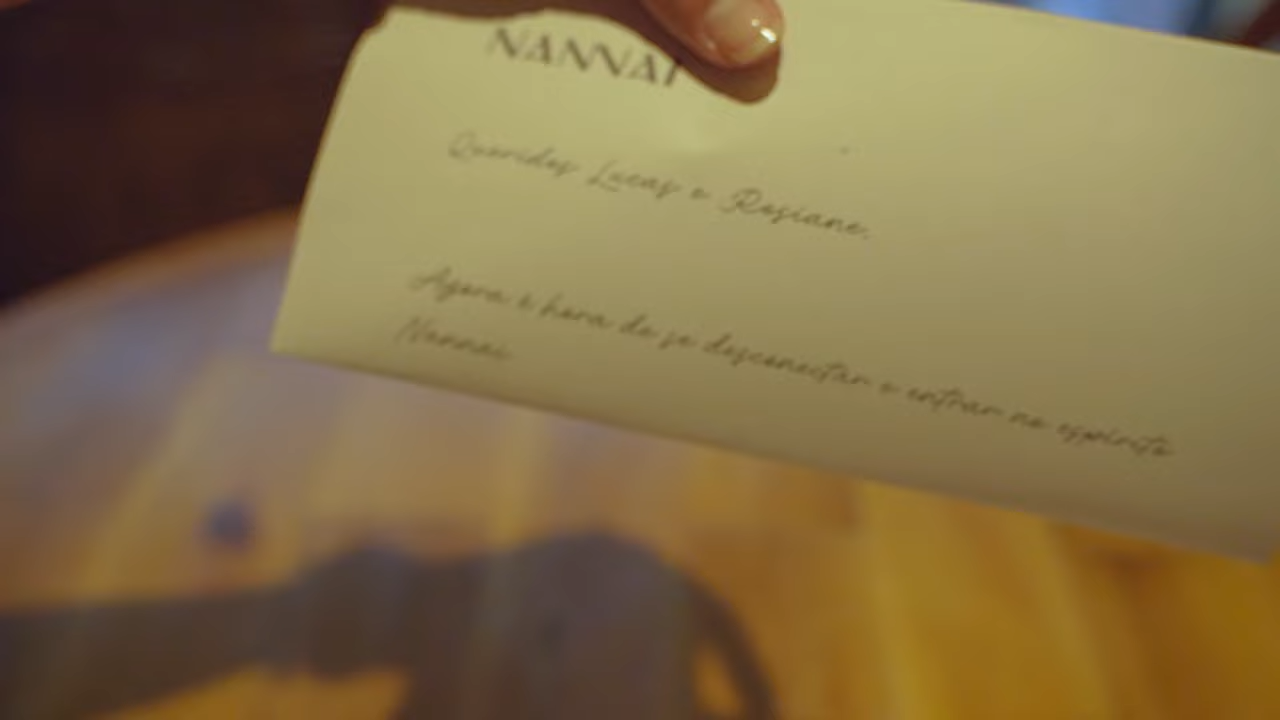 NANNAI
Queridos Lucas e Rosiane,
Agora é hora de se desconectar e entrar no espírito
Nannai